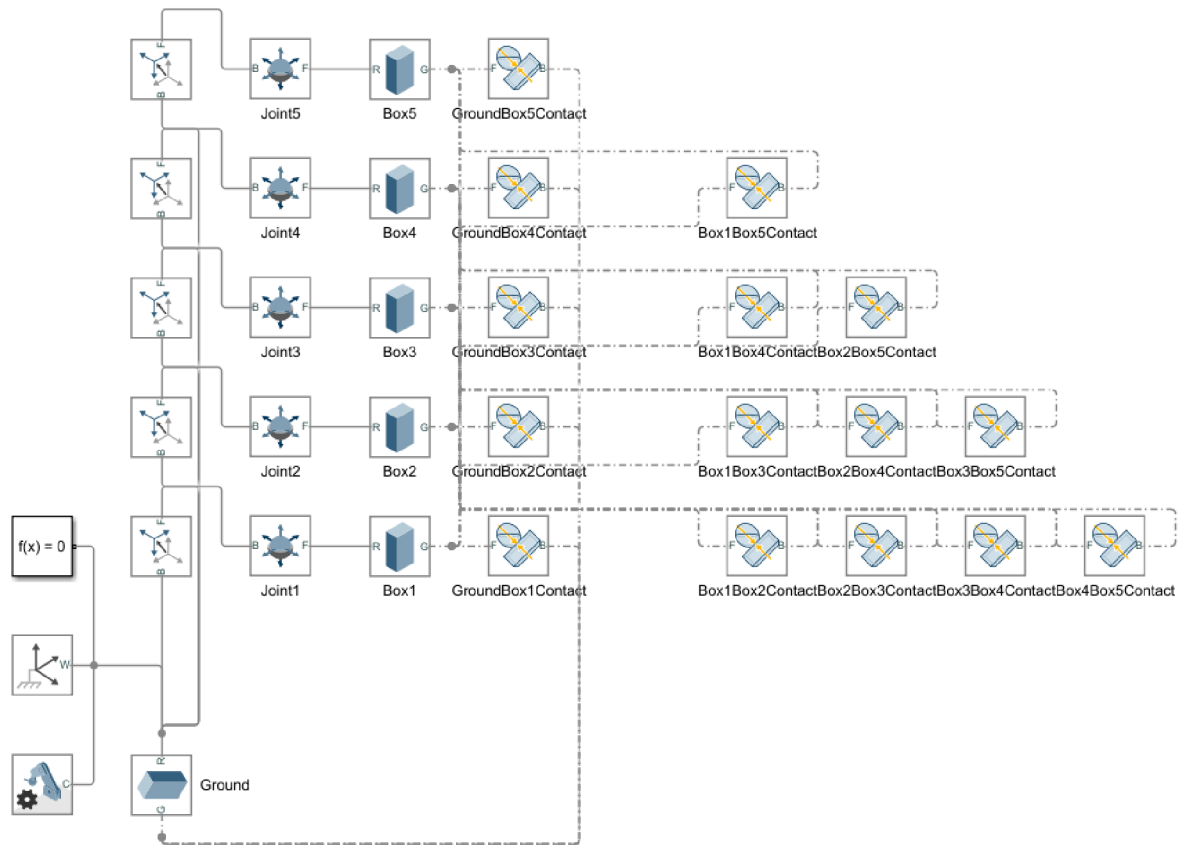 F
B F R G F B
B
Joint5 Box5 GroundBox5Contact
F
B F R G F B F B
B
Joint4 Box4 GroundBox4Contact Box1Box5Contact
F
B F R G F B F B F B
B
Joint3 Box3 GroundBox3Contact Box1Box4Contact Box2Box5Contact
F
B F R G F B F B F B F B
B
Joint2 Box2 GroundBox2Contact Box1Box3Contact Box2Box4Contact Box3Box5Contact
F
f(x) = 0 B F R G F B F B F B F B F B
B
Joint1 Box1 GroundBox1Contact Box1Box2Contact Box2Box3Contact Box3Box4Contact Box4Box5Contact
W
R
C Ground
G